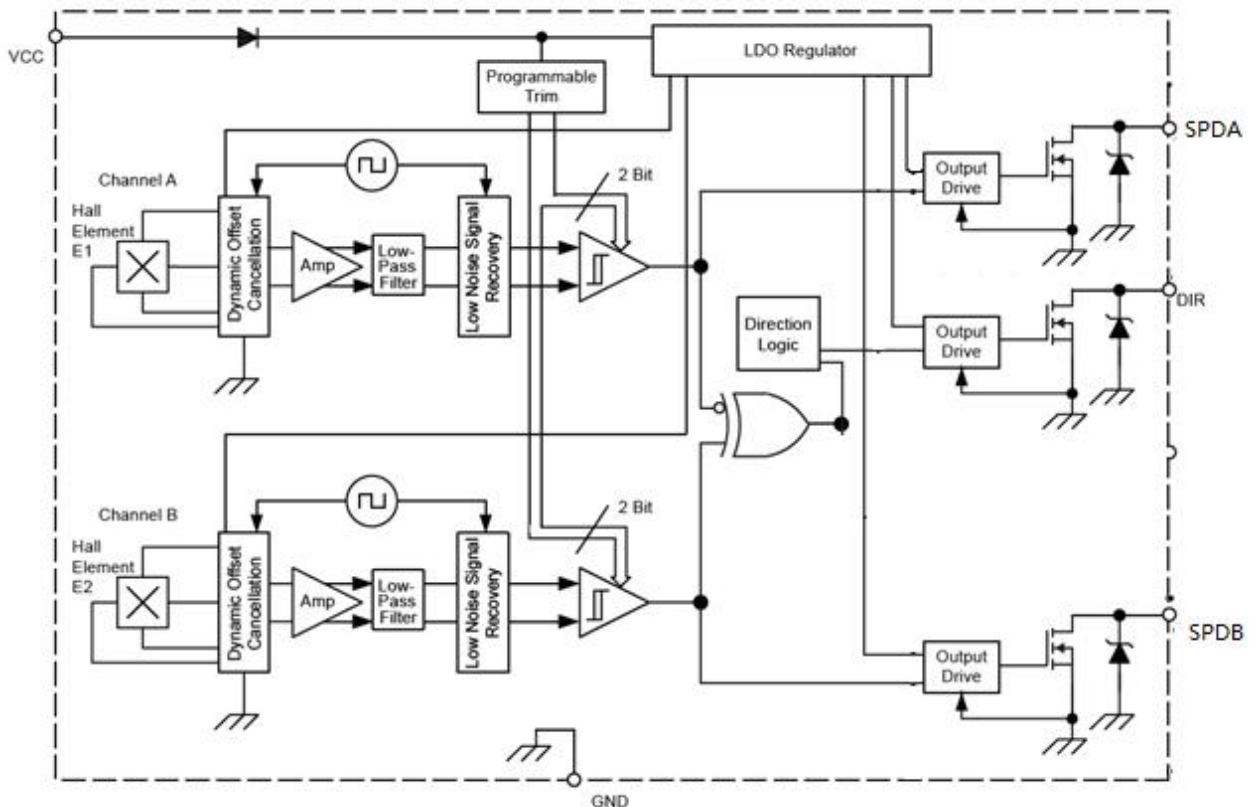 VCC
LDO Regulator
Programmable
Trim
SPDA
2 Bit
Output
Drive
Channel A
Hall
Element
E1
Dynamic Offset
Cancellation
Amp
Low-
Pass
Filter
Low Noise Signal
Recovery
DIR
Direction
Logic
Output
Drive
2 Bit
Channel B
Hall
Element
E2
Dynamic Offset
Cancellation
Amp
Low-
Pass
Filter
Low Noise Signal
Recovery
SPDB
Output
Drive
GND